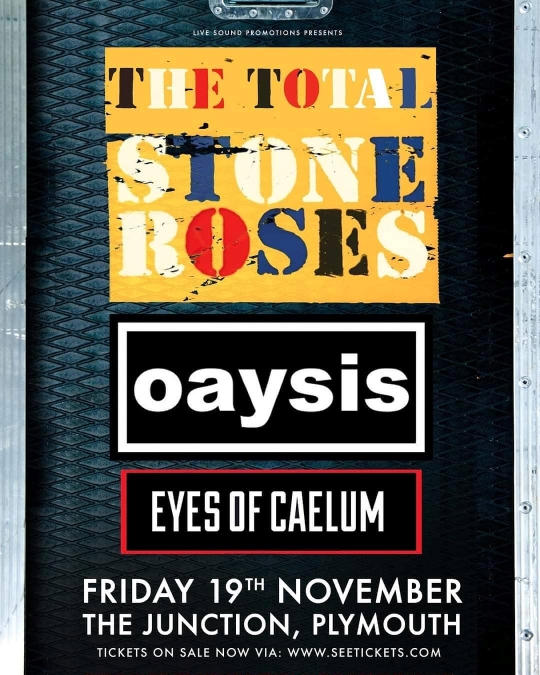 LIVE SOUND PROMOTIONS PRESENTS
THE TOTAL
STONE
ROSES
oaysis
EYES OF CAELUM
FRIDAY 19TH NOVEMBER
THE JUNCTION, PLYMOUTH
TICKETS ON SALE NOW VIA: WWW.SEETICKETS.COM